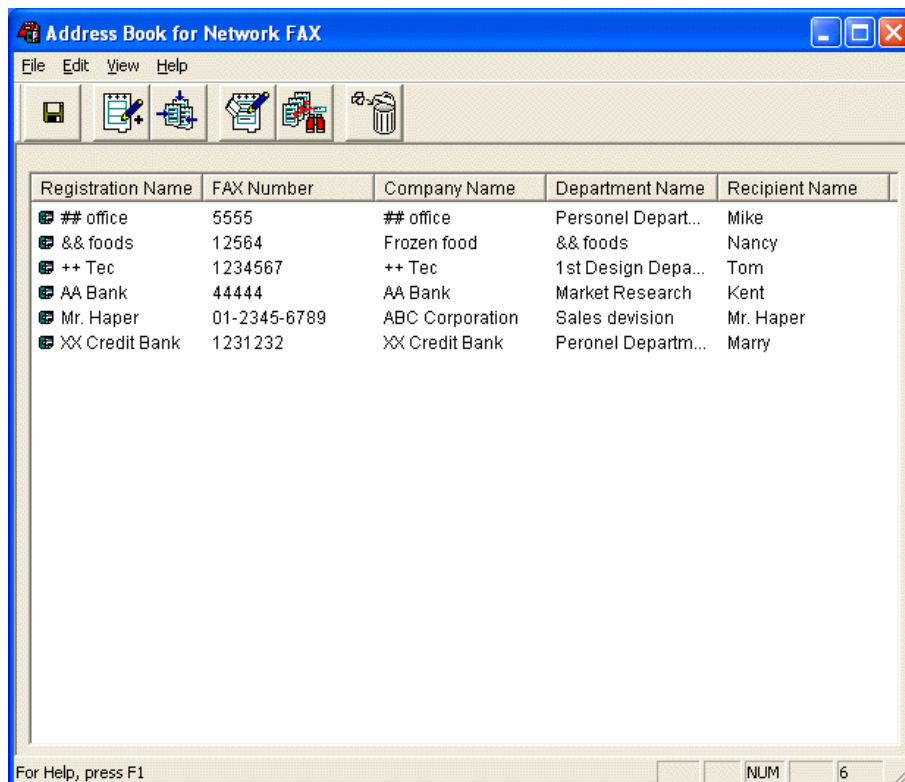 Address Book for Network FAX
File Edit View Help
Registration Name FAX Number Company Name Department Name Recipient Name
## office 5555 ## office Personel Depart... Mike
&& foods 12564 Frozen food && foods Nancy
++ Tec 1234567 ++ Tec 1st Design Depa... Tom
AA Bank 44444 AA Bank Market Research Kent
Mr. Haper 01-2345-6789 ABC Corporation Sales devision Mr. Haper
XX Credit Bank 1231232 XX Credit Bank Peronel Departm... Marry
For Help, press F1 NUM 6